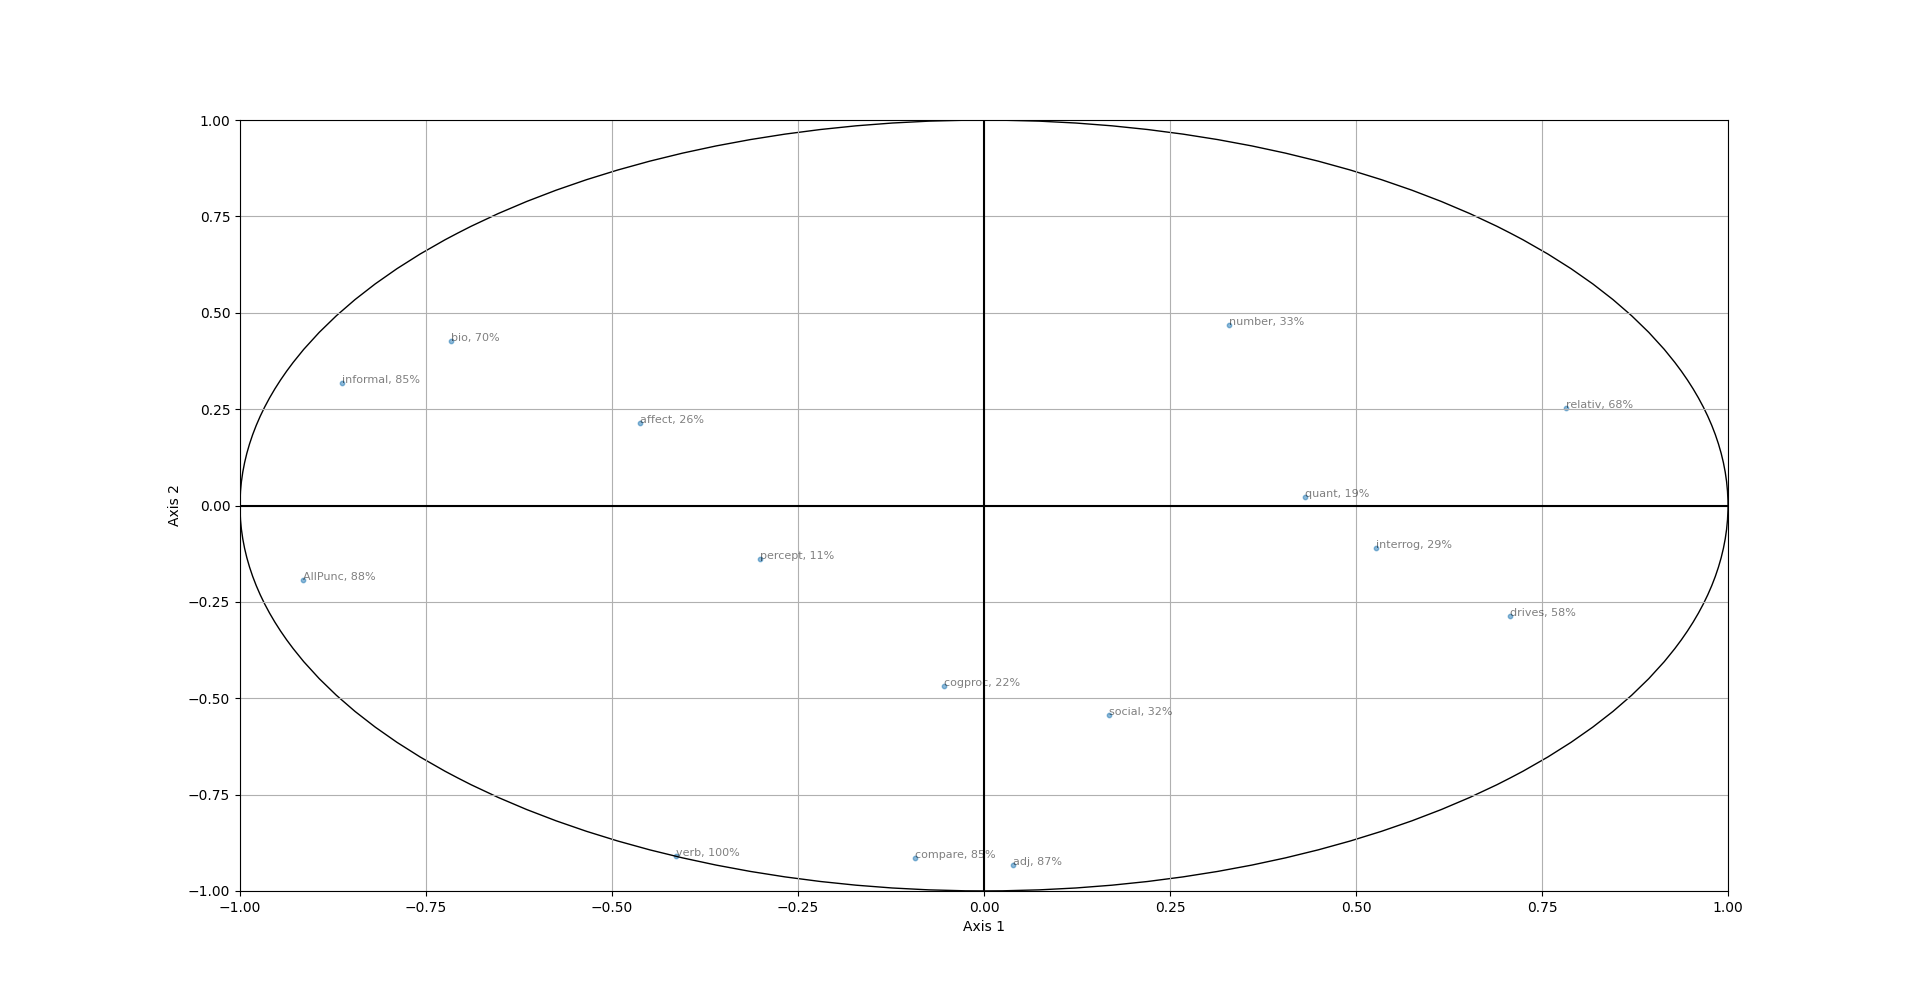 1.00
0.75
0.50
0.25
0.00
−0.25
−0.50
−0.75
−1.00
Axis 2
number, 33%
bio, 70%
informal, 85%
relativ, 68%
affect, 26%
quant, 19%
interrog, 29%
percept, 11%
AllPunc, 88%
drives, 58%
cogproc, 22%
social, 32%
verb, 100%
compare, 85%
adj, 87%
−1.00 −0.75 −0.50 −0.25 0.00 0.25 0.50 0.75 1.00
Axis 1